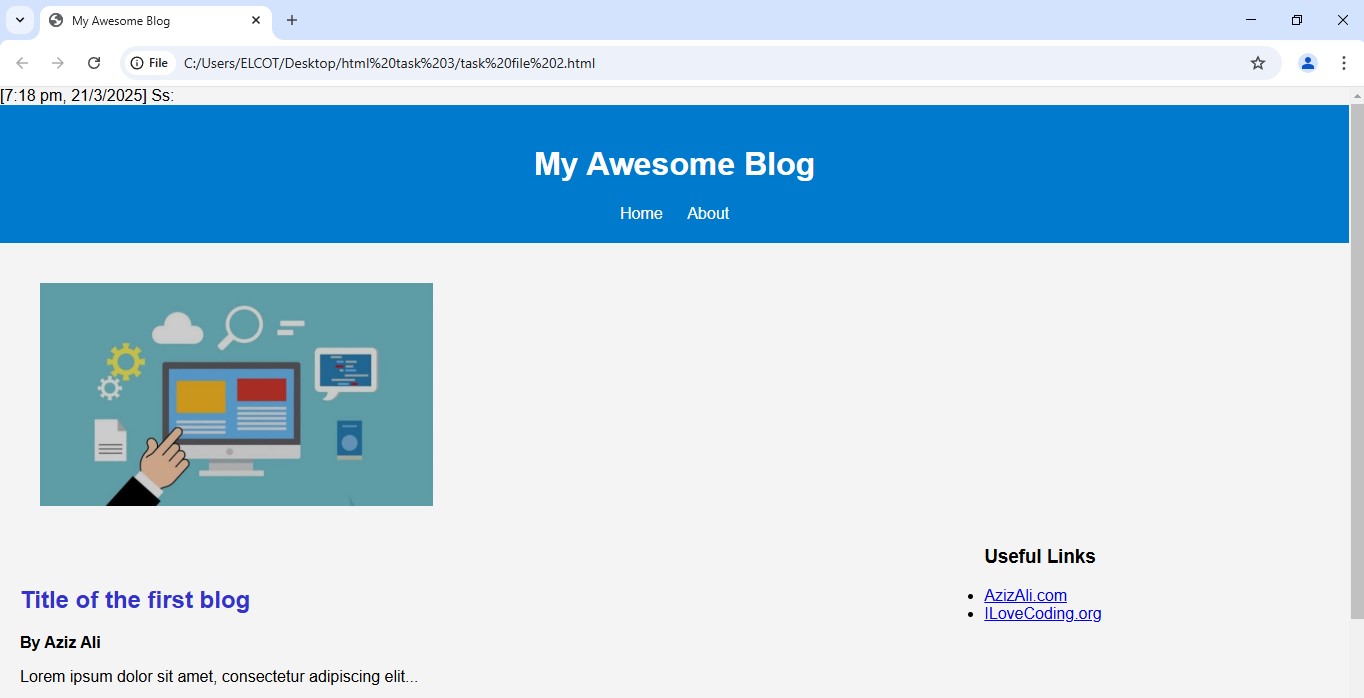 My Awesome Blog
File C:/Users/ELCOT/Desktop/html%20task%203/task%20file%202.html
[7:18 pm, 21/3/2025] Ss:
My Awesome Blog
Home About
Useful Links
AzizAli.com
ILoveCoding.org
Title of the first blog
By Aziz Ali
Lorem ipsum dolor sit amet, consectetur adipiscing elit...